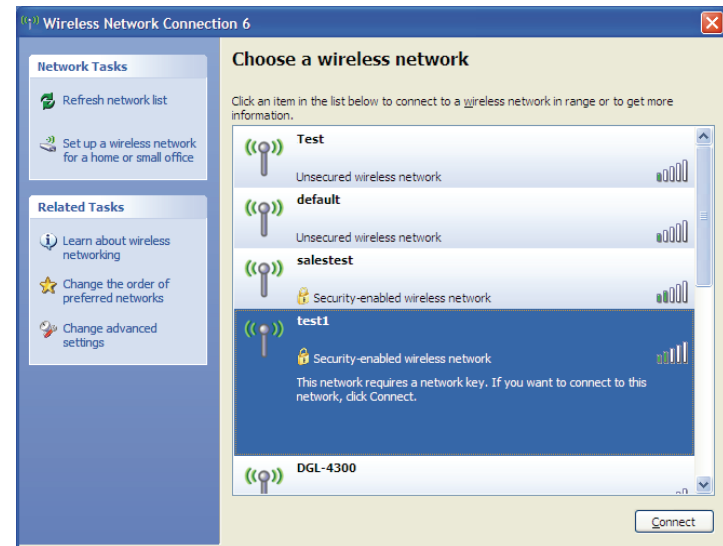 Wireless Network Connection 6
Network Tasks
Refresh network list
Set up a wireless network
for a home or small office
Related Tasks
Learn about wireless
networking
Change the order of
preferred networks
Change advanced
settings
Choose a wireless network
Click an item in the list below to connect to a wireless network in range or to get more
information.
Test
Unsecured wireless network
default
Unsecured wireless network
salestest
Security-enabled wireless network
test1
Security-enabled wireless network
This network requires a network key. If you want to connect to this
network, click Connect.
DGL-4300
Connect